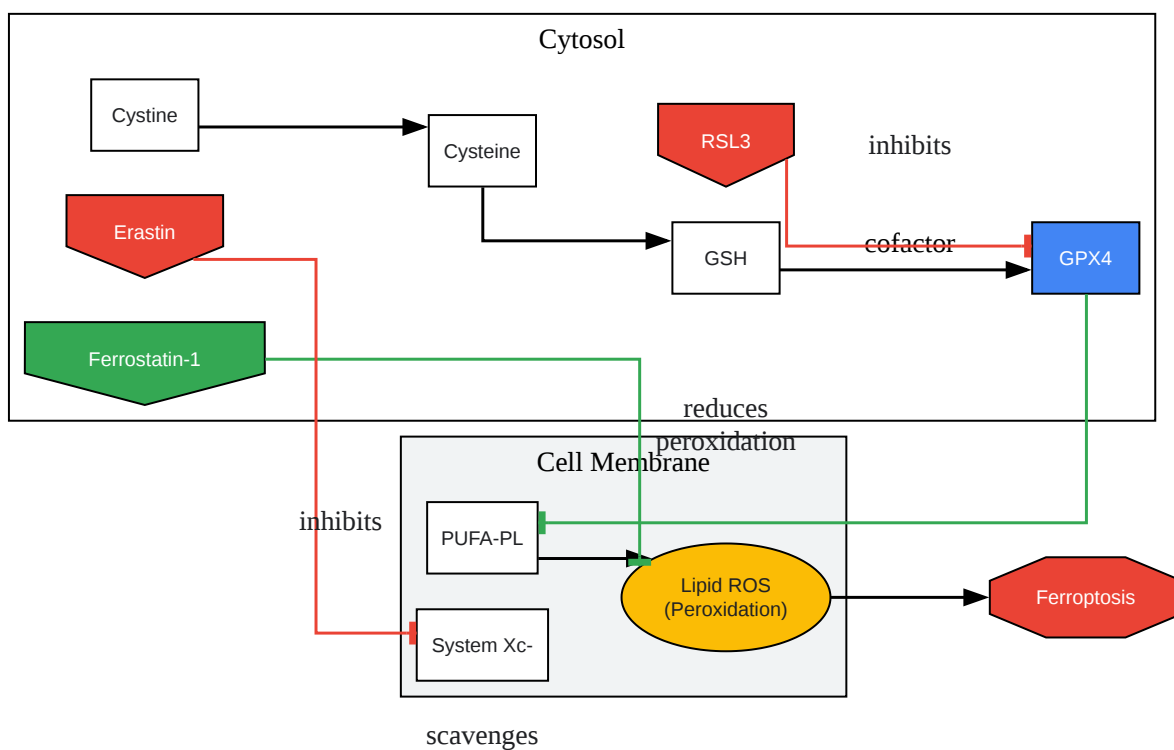 Cytosol
Cystine
Cysteine
RSL3
inhibits
Erastin
GSH
cofactor
GPX4
Ferrostatin-1
reduces
peroxidation
Cell Membrane
inhibits
PUFA-PL
Lipid ROS
(Peroxidation)
Ferroptosis
System Xc-
scavenges